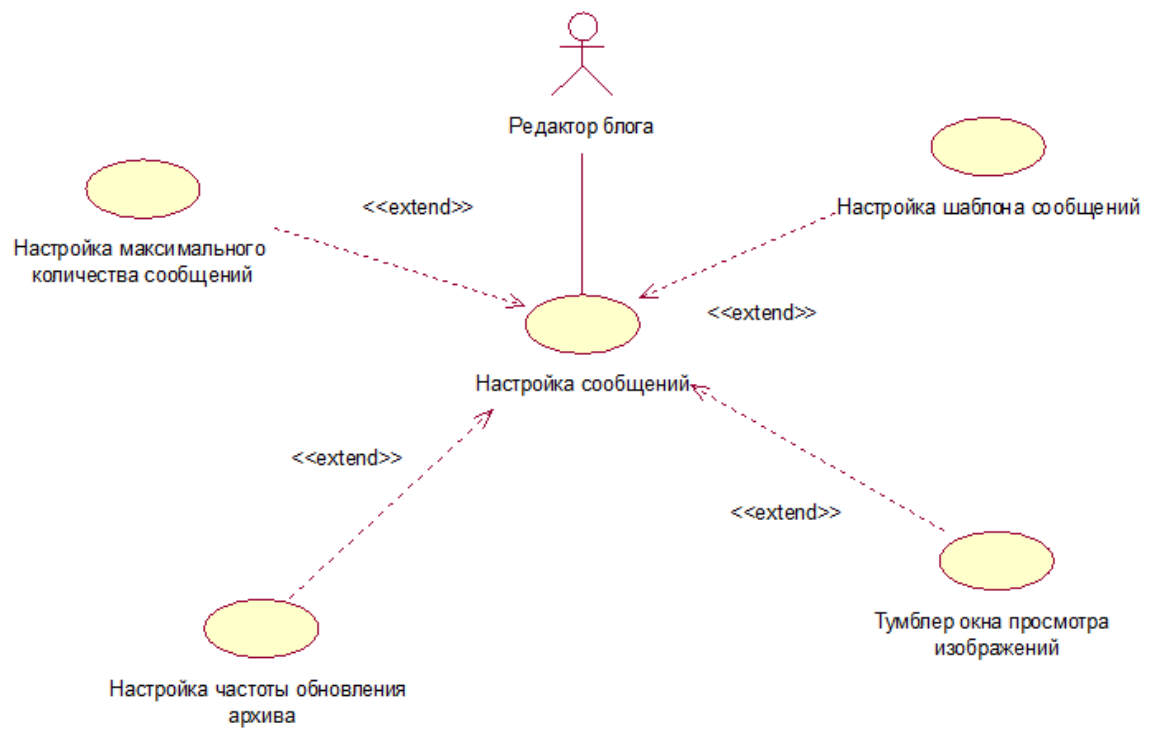 Редактор блога
<<extend>>
Настройка шаблона сообщений
Настройка максимального
количества сообщений
<<extend>>
Настройка сообщений
<<extend>>
<<extend>>
Тумблер окна просмотра
изображений
Настройка частоты обновления
архива